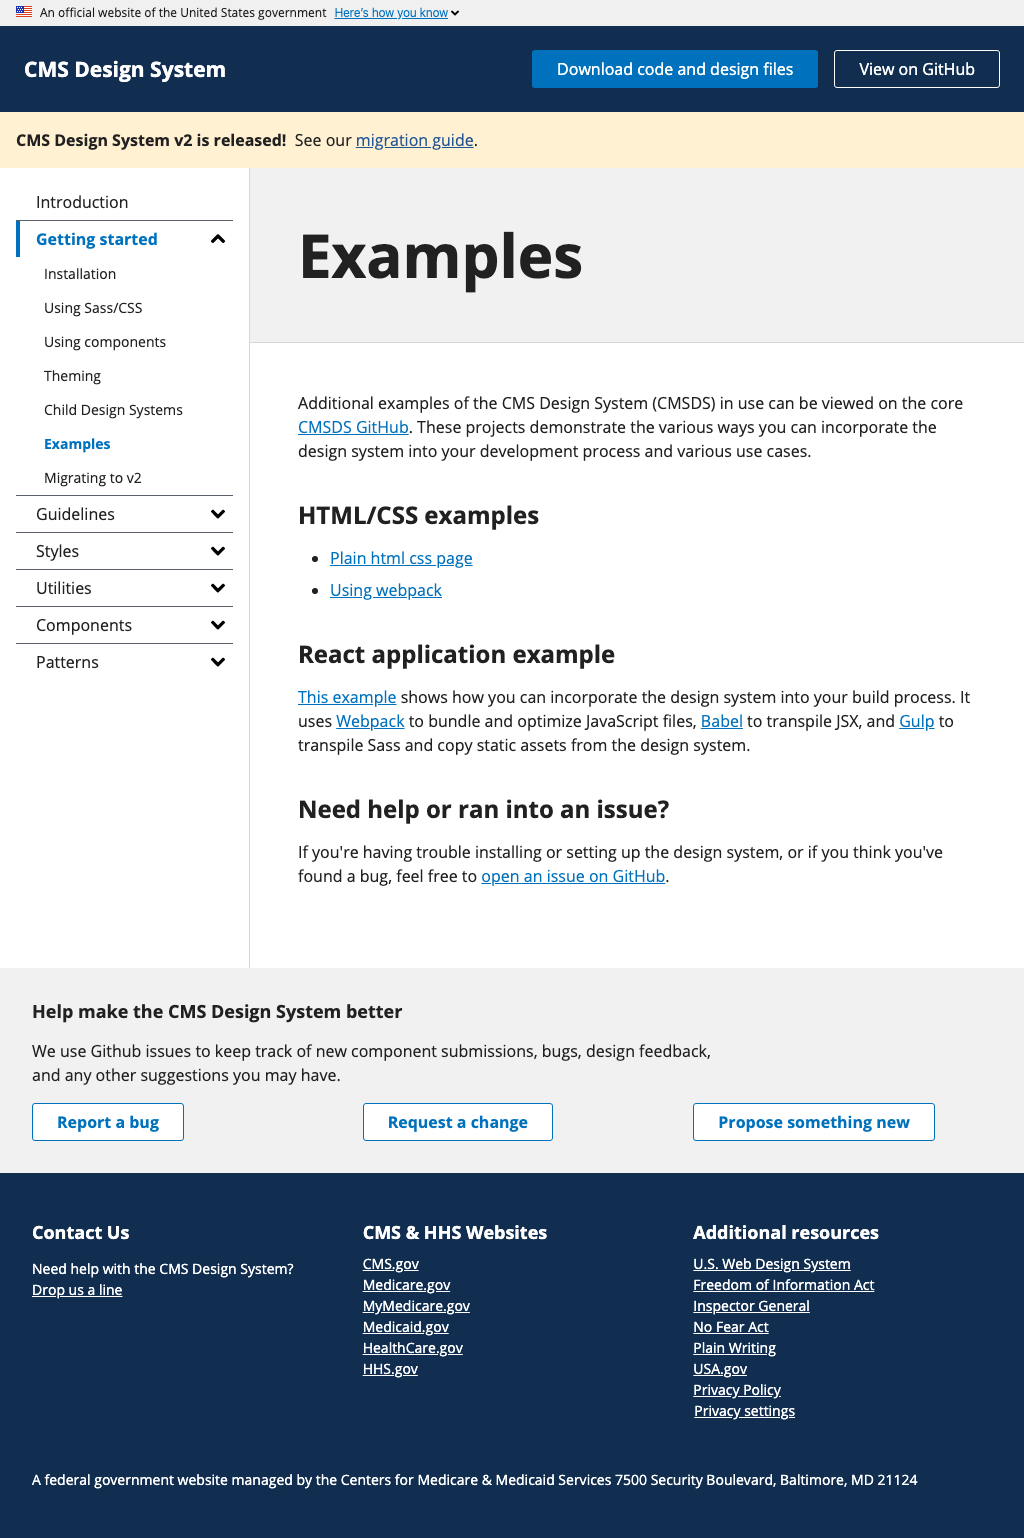 An official website of the United States government Here's how you know
CMS Design System
Download code and design files
View on GitHub
CMS Design System v2 is released! See our migration guide.
Introduction
Getting started
Installation
Using Sass/CSS
Using components
Theming
Child Design Systems
Examples
Migrating to v2
Guidelines
Styles
Utilities
Components
Patterns
Examples
Additional examples of the CMS Design System (CMSDS) in use can be viewed on the core
CMSDS GitHub. These projects demonstrate the various ways you can incorporate the
design system into your development process and various use cases.
HTML/CSS examples
Plain html css page
Using webpack
React application example
This example shows how you can incorporate the design system into your build process. It
uses Webpack to bundle and optimize JavaScript files, Babel to transpile JSX, and Gulp to
transpile Sass and copy static assets from the design system.
Need help or ran into an issue?
If you're having trouble installing or setting up the design system, or if you think you've
found a bug, feel free to open an issue on GitHub.
Help make the CMS Design System better
We use Github issues to keep track of new component submissions, bugs, design feedback,
and any other suggestions you may have.
Report a bug
Request a change
Propose something new
Contact Us
Need help with the CMS Design System?
Drop us a line
CMS & HHS Websites
CMS.gov
Medicare.gov
MyMedicare.gov
Medicaid.gov
HealthCare.gov
HHS.gov
Additional resources
U.S. Web Design System
Freedom of Information Act
Inspector General
No Fear Act
Plain Writing
USA.gov
Privacy Policy
Privacy settings
A federal government website managed by the Centers for Medicare & Medicaid Services 7500 Security Boulevard, Baltimore, MD 21124